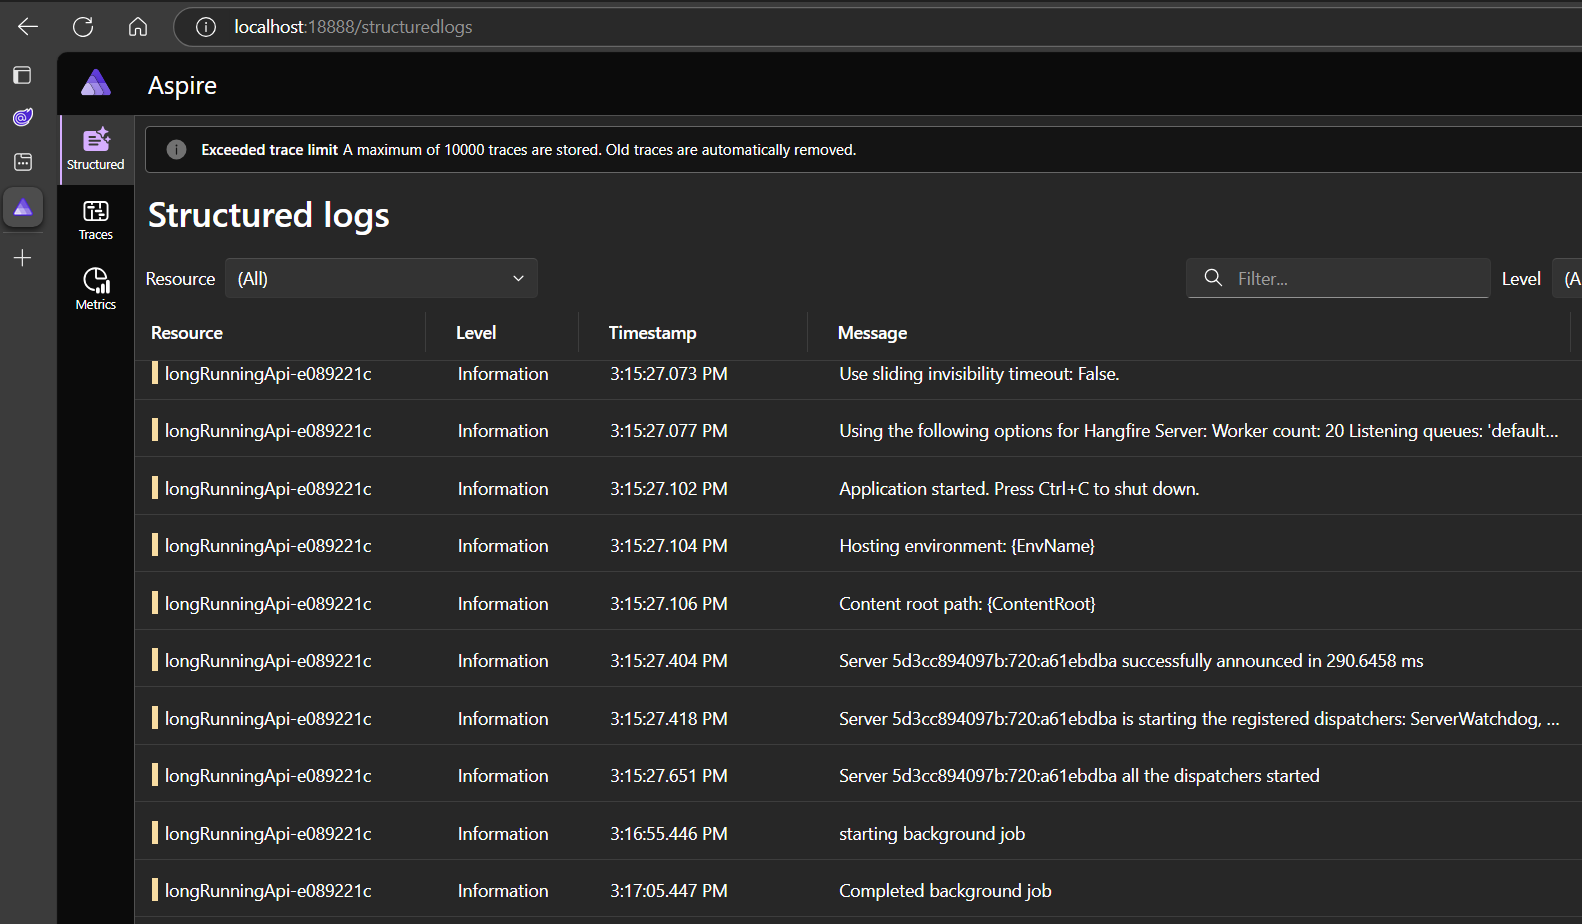 localhost:18888/structuredlogs
Aspire
Structured
Traces
Metrics
Exceeded trace limit A maximum of 10000 traces are stored. Old traces are automatically removed.
Structured logs
Resource (All) Filter... Level (A
Resource Level Timestamp Message
longRunningApi-e089221c Information 3:15:27.073 PM Use sliding invisibility timeout: False.
longRunningApi-e089221c Information 3:15:27.077 PM Using the following options for Hangfire Server: Worker count: 20 Listening queues: 'default...
longRunningApi-e089221c Information 3:15:27.102 PM Application started. Press Ctrl+C to shut down.
longRunningApi-e089221c Information 3:15:27.104 PM Hosting environment: {EnvName}
longRunningApi-e089221c Information 3:15:27.106 PM Content root path: {ContentRoot}
longRunningApi-e089221c Information 3:15:27.404 PM Server 5d3cc894097b:720:a61ebdba successfully announced in 290.6458 ms
longRunningApi-e089221c Information 3:15:27.418 PM Server 5d3cc894097b:720:a61ebdba is starting the registered dispatchers: ServerWatchdog, ...
longRunningApi-e089221c Information 3:15:27.651 PM Server 5d3cc894097b:720:a61ebdba all the dispatchers started
longRunningApi-e089221c Information 3:16:55.446 PM starting background job
longRunningApi-e089221c Information 3:17:05.447 PM Completed background job